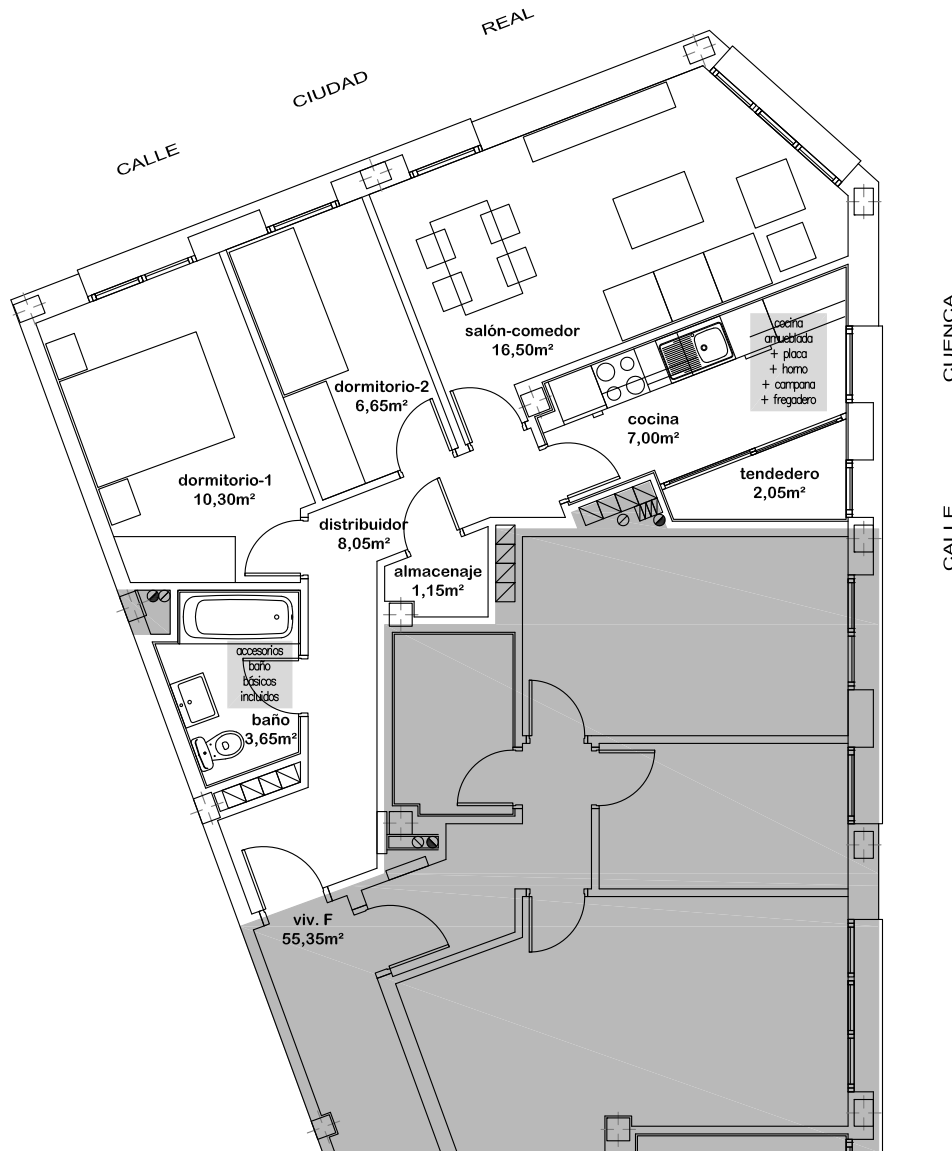 REAL
CIUDAD
CALLE
salón-comedor
16,50m²
cocina
amueblada
+ placa
+ horno
+ campana
+ fregadero
CUENCA
dormitorio-2
6,65m²
cocina
7,00m²
dormitorio-1
10,30m²
tendedero
2,05m²
distribuidor
8,05m²
CALLE
almacenaje
1,15m²
accesorios
baño
básicos
incluidos
baño
3,65m²
viv. F
55,35m²